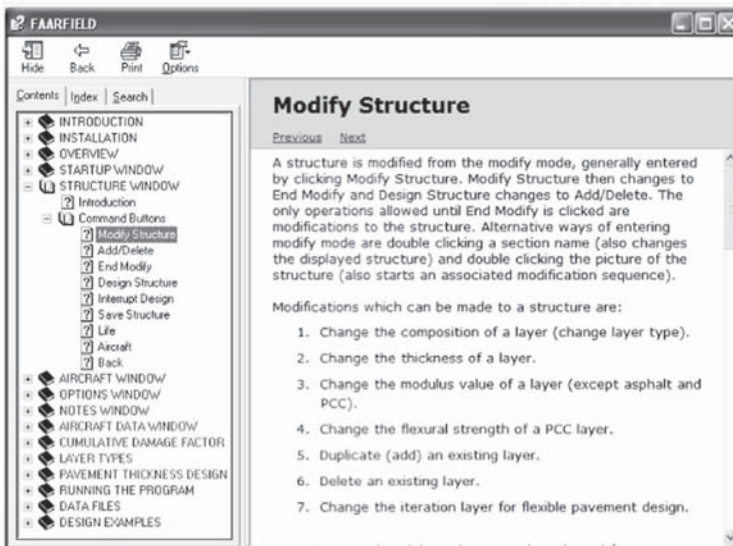 FAARFIELD
Hide Back Print Options
Contents Index Search
INTRODUCTION
INSTALLATION
OVERVIEW
STARTUP WINDOW
STRUCTURE WINDOW
Introduction
Command Buttons
Modify Structure
Add/Delete
End Modify
Design Structure
Interrupt Design
Save Structure
Life
Aircraft
Back
AIRCRAFT WINDOW
OPTIONS WINDOW
NOTES WINDOW
AIRCRAFT DATA WINDOW
CUMULATIVE DAMAGE FACTOR
LAYER TYPES
PAVEMENT THICKNESS DESIGN
RUNNING THE PROGRAM
DATA FILES
DESIGN EXAMPLES
Modify Structure
Previous Next
A structure is modified from the modify mode, generally entered
by clicking Modify Structure. Modify Structure then changes to
End Modify and Design Structure changes to Add/Delete. The
only operations allowed until End Modify is clicked are
modifications to the structure. Alternative ways of entering
modify mode are double clicking a section name (also changes
the displayed structure) and double clicking the picture of the
structure (also starts an associated modification sequence).
Modifications which can be made to a structure are:
1. Change the composition of a layer (change layer type).
2. Change the thickness of a layer.
3. Change the modulus value of a layer (except asphalt and
PCC).
4. Change the flexural strength of a PCC layer.
5. Duplicate (add) an existing layer.
6. Delete an existing layer.
7. Change the iteration layer for flexible pavement design.